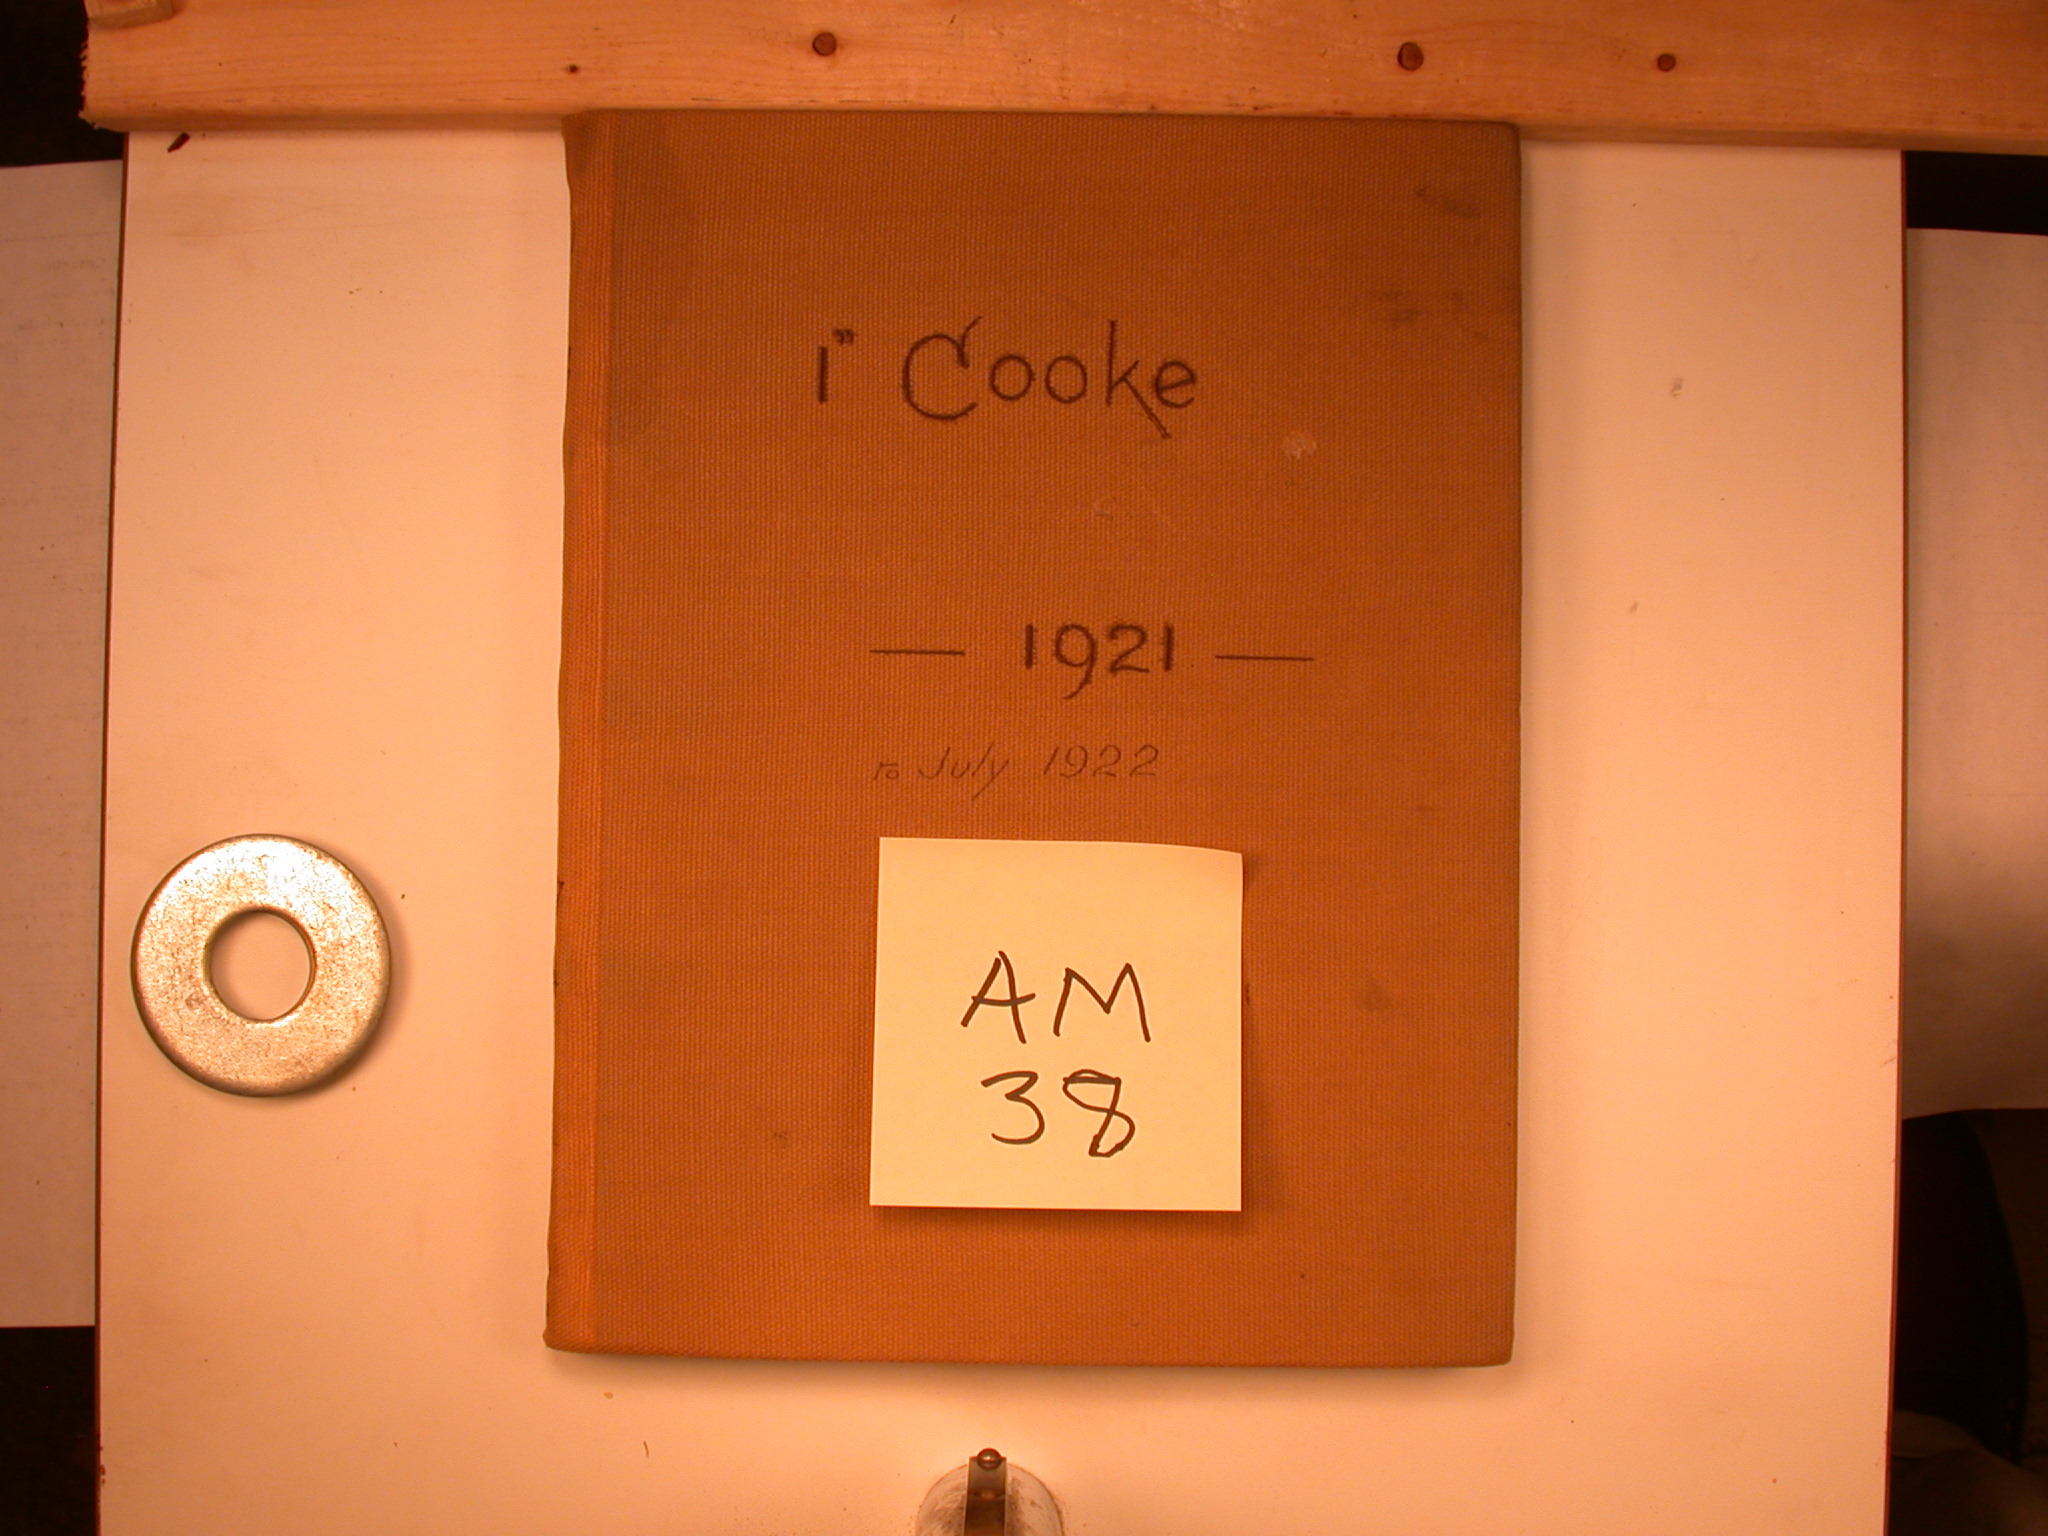 1" Cooke
— 1921 —
to July 1922
AM
38